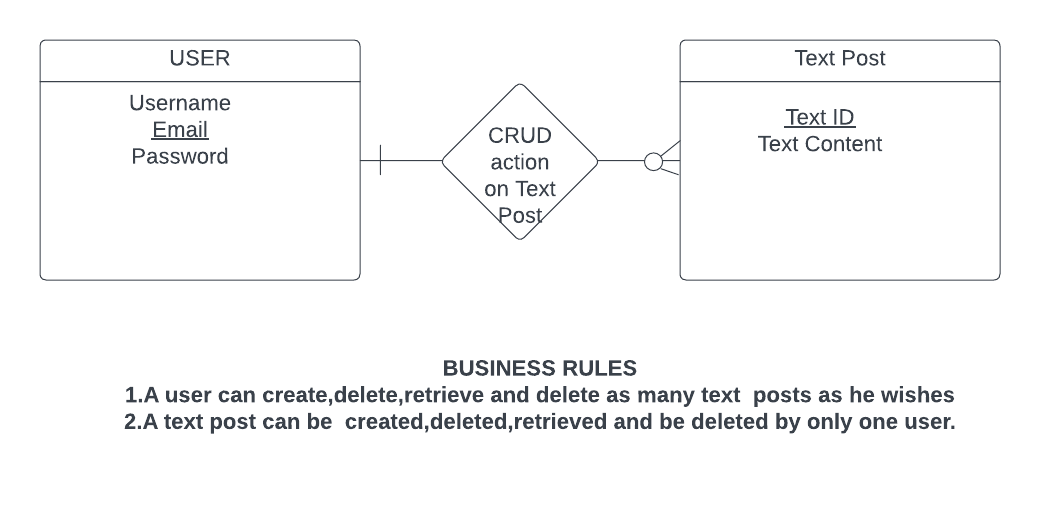 USER
Username
Email
Password
CRUD
action
on Text
Post
Text Post
Text ID
Text Content
BUSINESS RULES
1.A user can create,delete,retrieve and delete as many text  posts as he wishes
2.A text post can be  created,deleted,retrieved and be deleted by only one user.